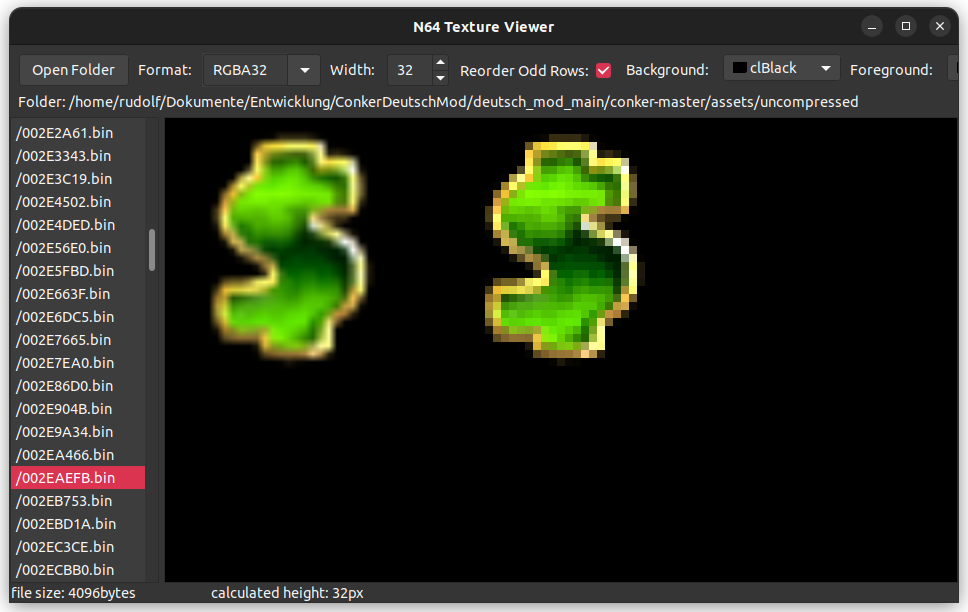 N64 Texture Viewer
Open Folder Format: RGBA32 Width: 32 Reorder Odd Rows: Background: clBlack Foreground:
Folder: /home/rudolf/Dokumente/Entwicklung/ConkerDeutschMod/deutsch_mod_main/conker-master/assets/uncompressed
/002E2A61.bin
/002E3343.bin
/002E3C19.bin
/002E4502.bin
/002E4DED.bin
/002E56E0.bin
/002E5FBD.bin
/002E663F.bin
/002E6DC5.bin
/002E7665.bin
/002E7EA0.bin
/002E86D0.bin
/002E904B.bin
/002E9A34.bin
/002EA466.bin
/002EAEFB.bin
/002EB753.bin
/002EBD1A.bin
/002EC3CE.bin
/002ECBB0.bin
file size: 4096bytes calculated height: 32px